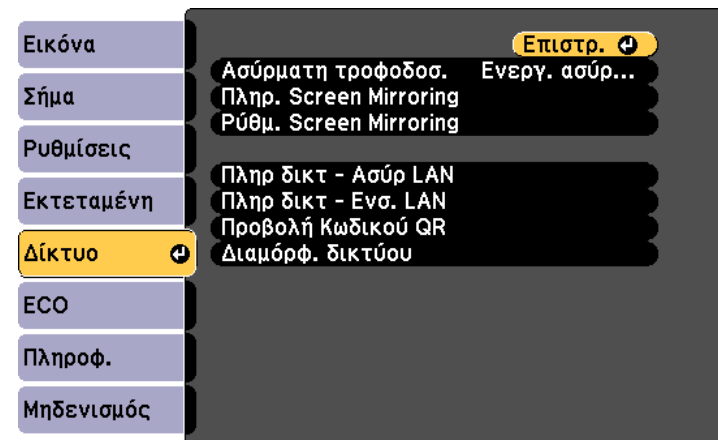 Εικόνα
Σήμα
Ρυθμίσεις
Εκτεταμένη
Δίκτυο
ECO
Πληροφ.
Μηδενισμός
Επιστρ.
Ασύρματη τροφοδοσ. Ενεργ. ασύρ...
Πληρ. Screen Mirroring
Ρύθμ. Screen Mirroring
Πληρ δικτ - Ασύρ LAN
Πληρ δικτ - Ενσ. LAN
Προβολή Κωδικού QR
Διαμόρφ. δικτύου